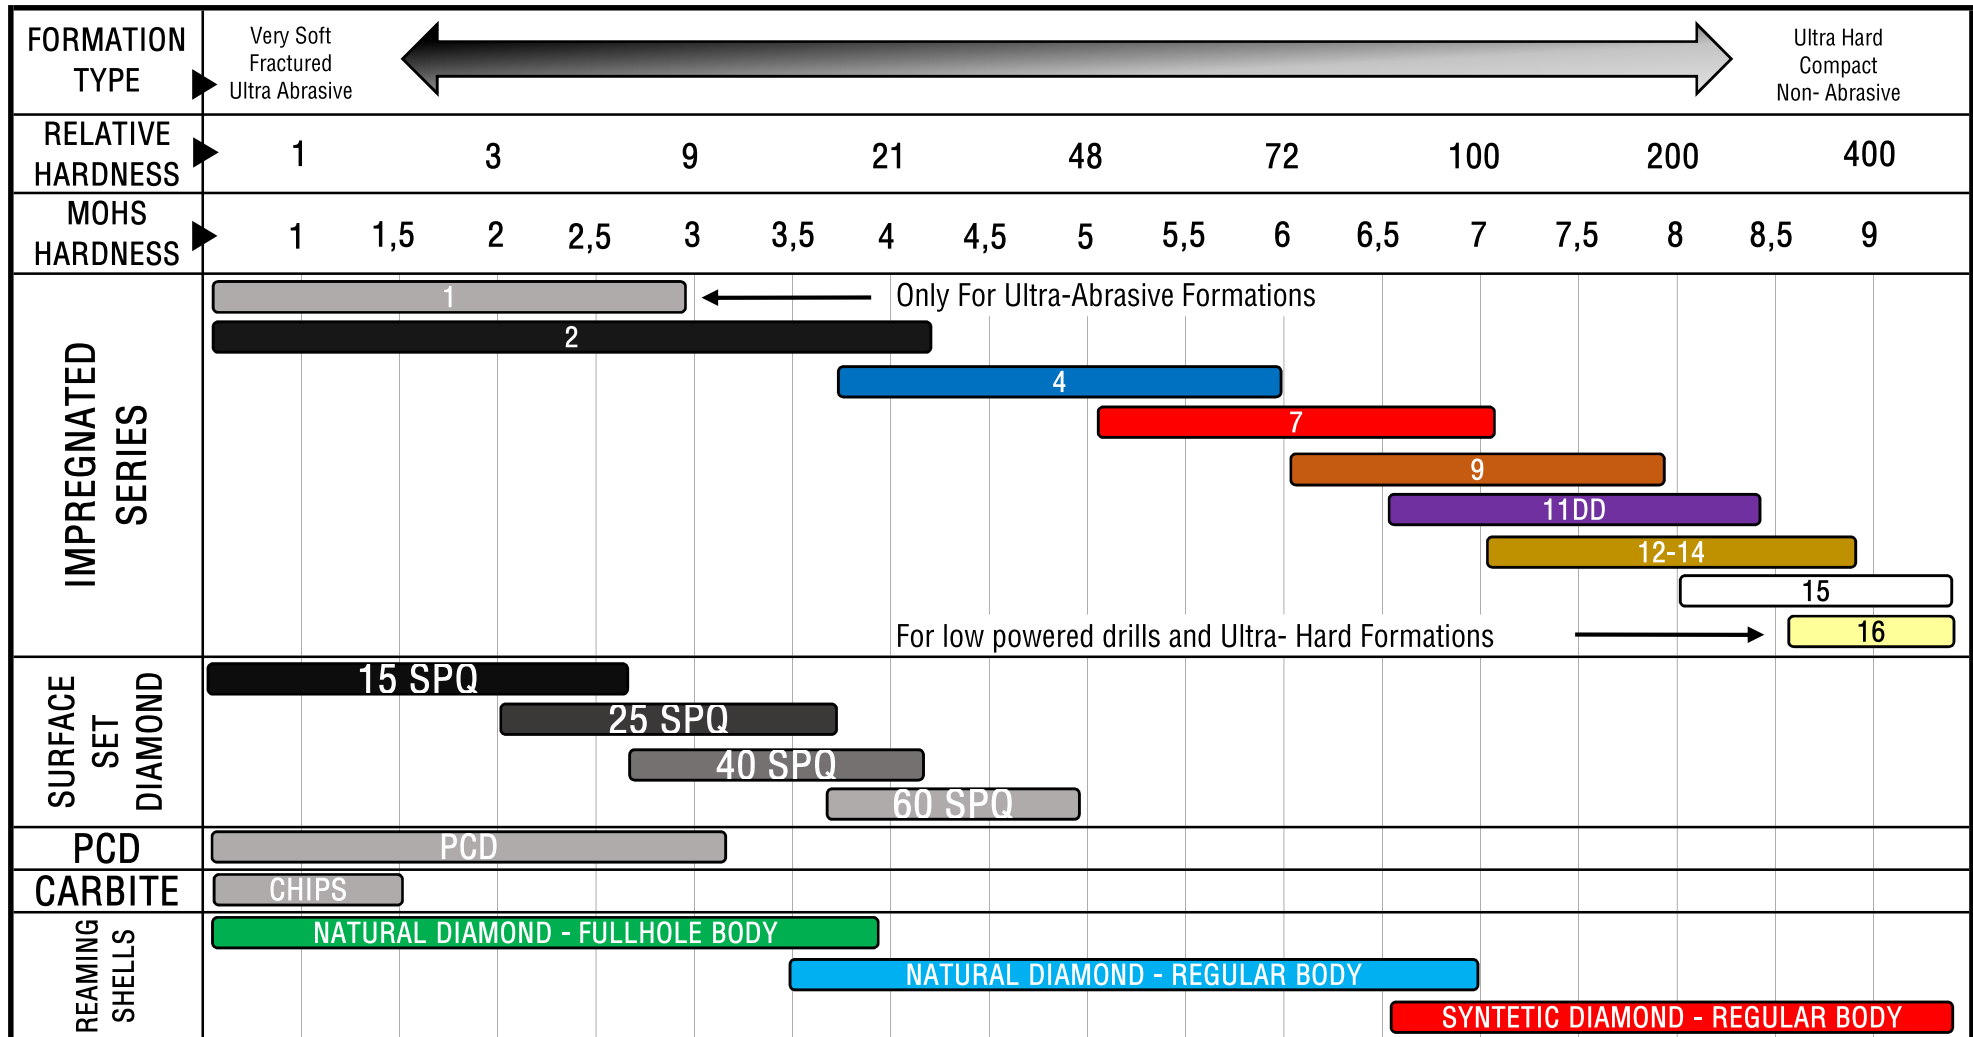 FORMATION
TYPE
Very Soft
Fractured
Ultra Abrasive
Ultra Hard
Compact
Non- Abrasive
RELATIVE
HARDNESS
1 3 9 21 48 72 100 200 400
MOHS
HARDNESS
1 1,5 2 2,5 3 3,5 4 4,5 5 5,5 6 6,5 7 7,5 8 8,5 9
IMPREGNATED
SERIES
1
Only For Ultra-Abrasive Formations
2
4
7
9
11DD
12-14
15
For low powered drills and Ultra- Hard Formations
16
SURFACE
SET
DIAMOND
15 SPQ
25 SPQ
40 SPQ
60 SPQ
PCD
PCD
CARBITE
CHIPS
REAMING
SHELLS
NATURAL DIAMOND - FULLHOLE BODY
NATURAL DIAMOND - REGULAR BODY
SYNTETIC DIAMOND - REGULAR BODY